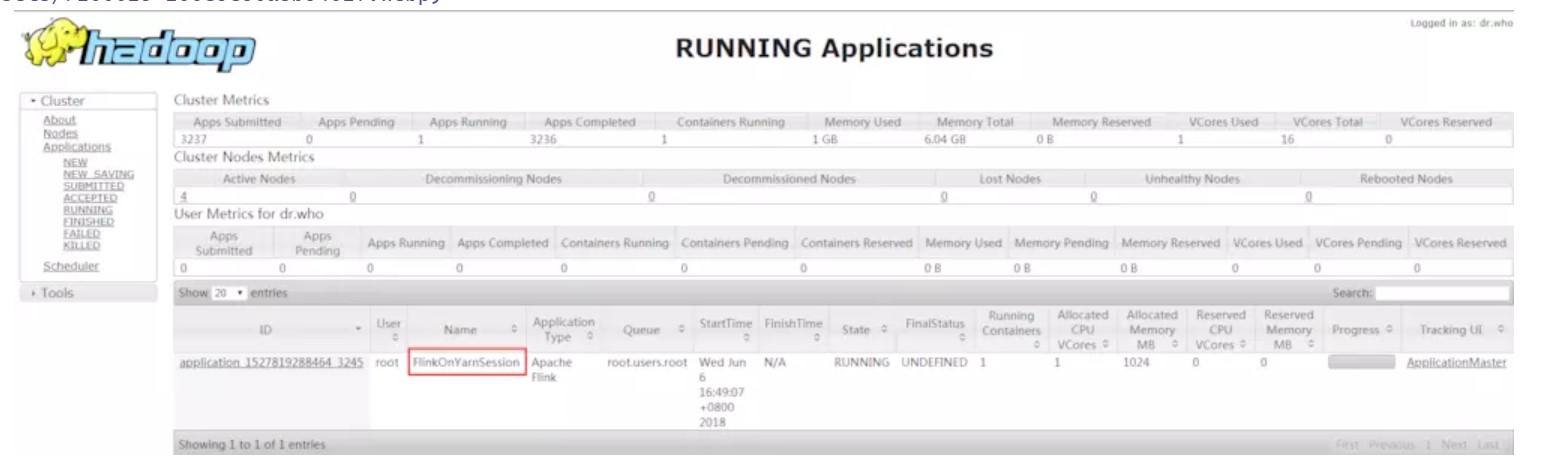 hadoop
RUNNING Applications
Logged in as: dr.who
Cluster
About
Nodes
Applications
NEW
NEW_SAVING
SUBMITTED
ACCEPTED
RUNNING
FINISHED
FAILED
KILLED
Scheduler
Tools
Cluster Metrics
Apps Submitted Apps Pending Apps Running Apps Completed Containers Running Memory Used Memory Total Memory Reserved VCores Used VCores Total VCores Reserved
3237 0 1 3236 1 1 GB 6.04 GB 0 B 1 16 0
Cluster Nodes Metrics
Active Nodes Decommissioning Nodes Decommissioned Nodes Lost Nodes Unhealthy Nodes Rebooted Nodes
4 0 0 0 0 0
User Metrics for dr.who
Apps Submitted Apps Pending Apps Running Apps Completed Containers Running Containers Pending Containers Reserved Memory Used Memory Pending Memory Reserved VCores Used VCores Pending VCores Reserved
0 0 0 0 0 0 0 0 B 0 B 0 B 0 0 0
Show 20 entries Search:
ID User Name Application Type Queue StartTime FinishTime State FinalStatus Running Containers Allocated CPU VCores Allocated Memory MB Reserved CPU VCores Reserved Memory MB Progress Tracking UI
application_1527819288464_3245 root FlinkOnYarnSession Apache Flink root.users.root Wed Jun 6 16:49:07 +0800 2018 N/A RUNNING UNDEFINED 1 1 1024 0 0 ApplicationMaster
Showing 1 to 1 of 1 entries First Previous 1 Next Last